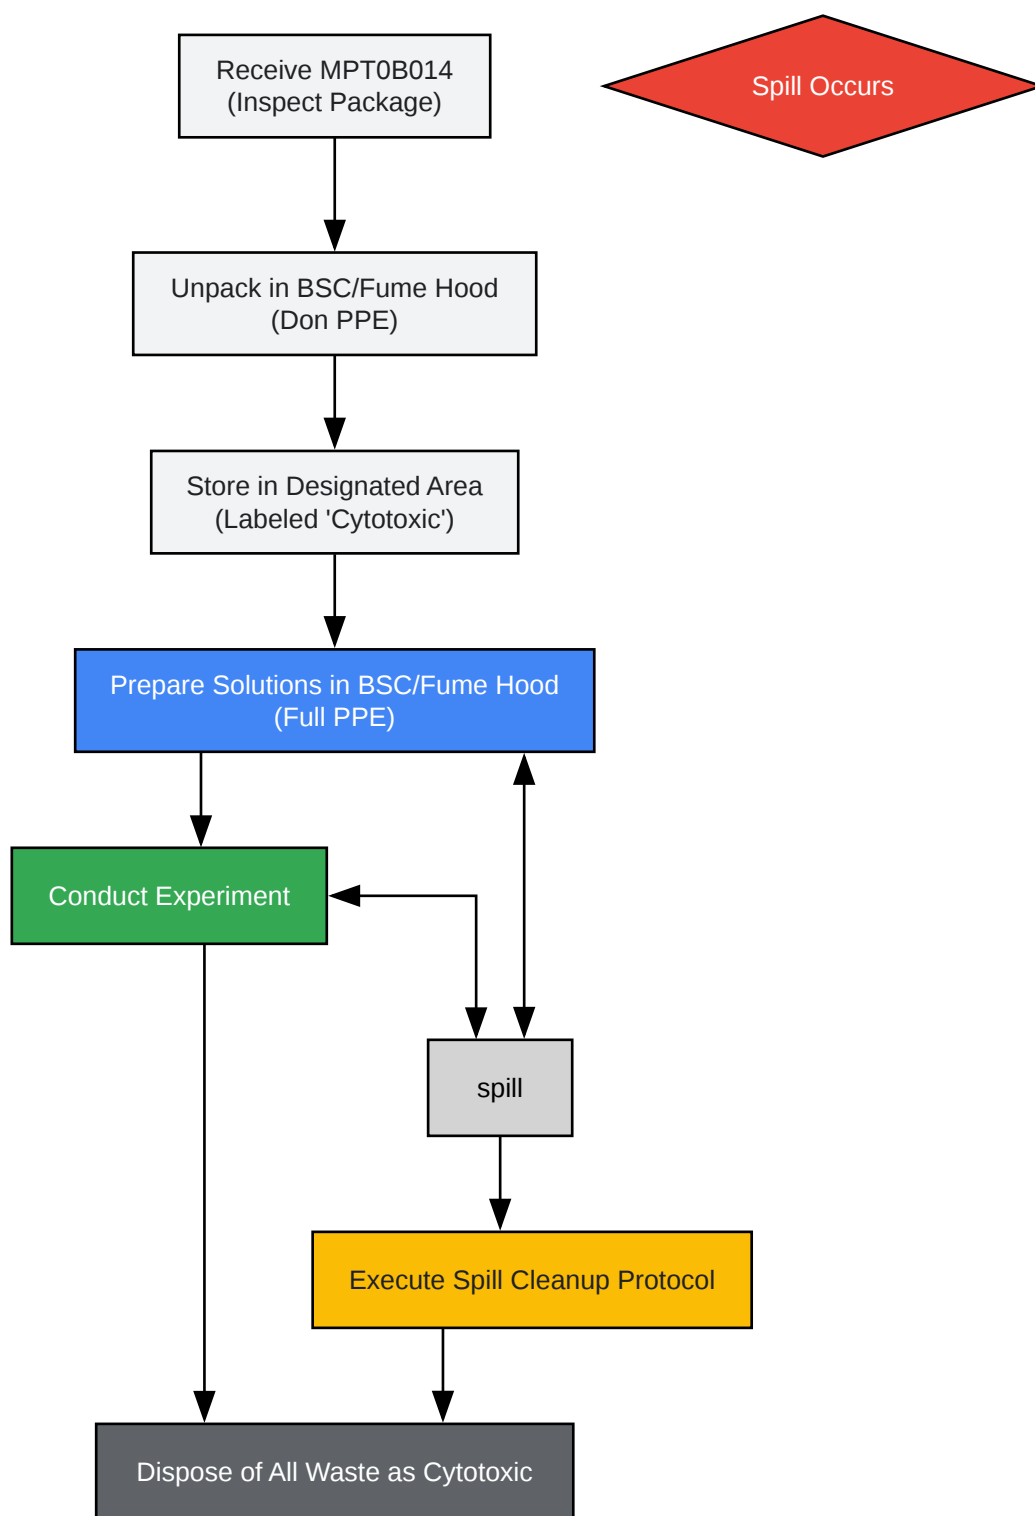 Receive MPT0B014
(Inspect Package)
Spill Occurs
Unpack in BSC/Fume Hood
(Don PPE)
Store in Designated Area
(Labeled 'Cytotoxic')
Prepare Solutions in BSC/Fume Hood
(Full PPE)
Conduct Experiment
spill
Execute Spill Cleanup Protocol
Dispose of All Waste as Cytotoxic